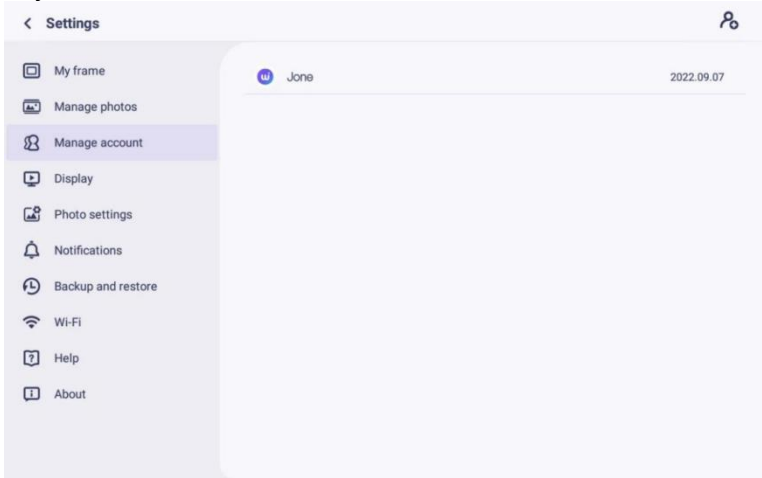 Settings
My frame
Manage photos
Manage account
Display
Photo settings
Notifications
Backup and restore
Wi-Fi
Help
About
Jone 2022.09.07